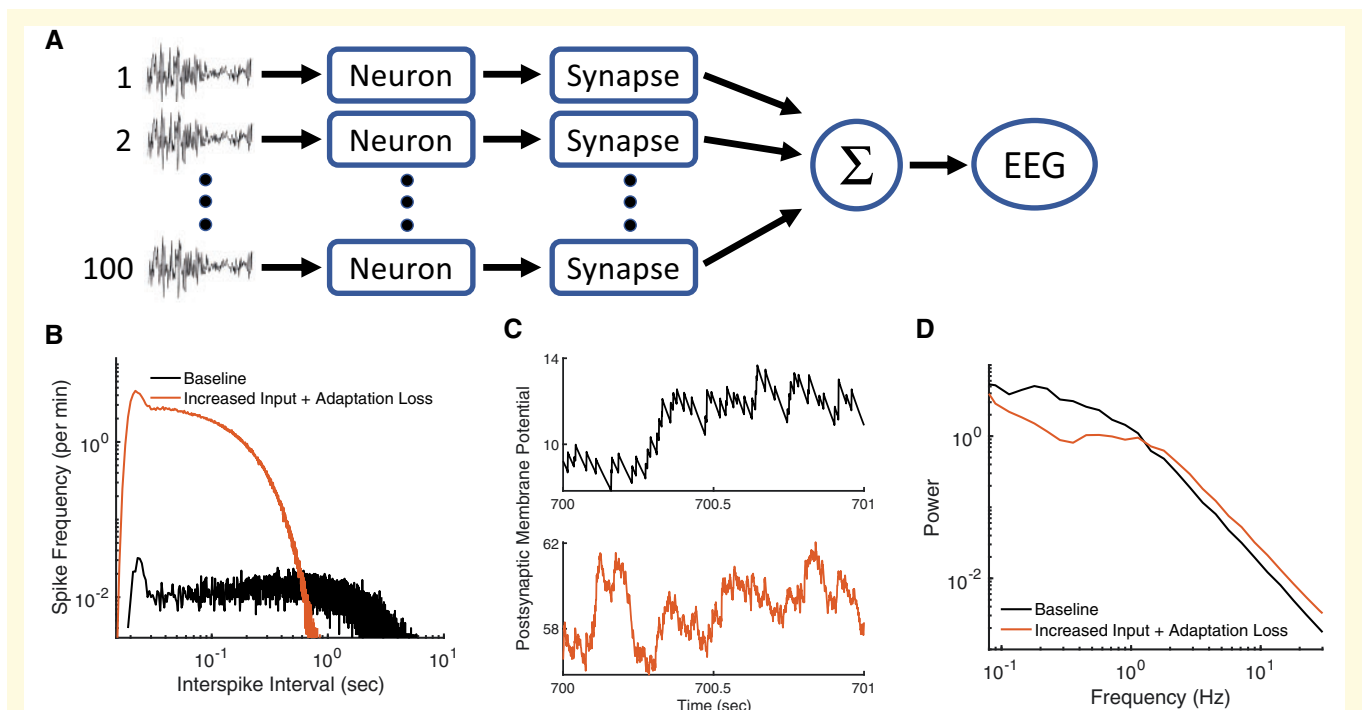 A
1 Neuron Synapse
2 Neuron Synapse
Σ EEG
100 Neuron Synapse
B
Spike Frequency (per min)
Baseline
Increased Input + Adaptation Loss
10^0
10^-2
10^-1 10^0 10^1
Interspike Interval (sec)
C
Postsynaptic Membrane Potential
14
10
700 700.5 701
62
58
700 700.5 701
Time (sec)
D
Power
10^0
10^-2
Baseline
Increased Input + Adaptation Loss
10^-1 10^0 10^1
Frequency (Hz)